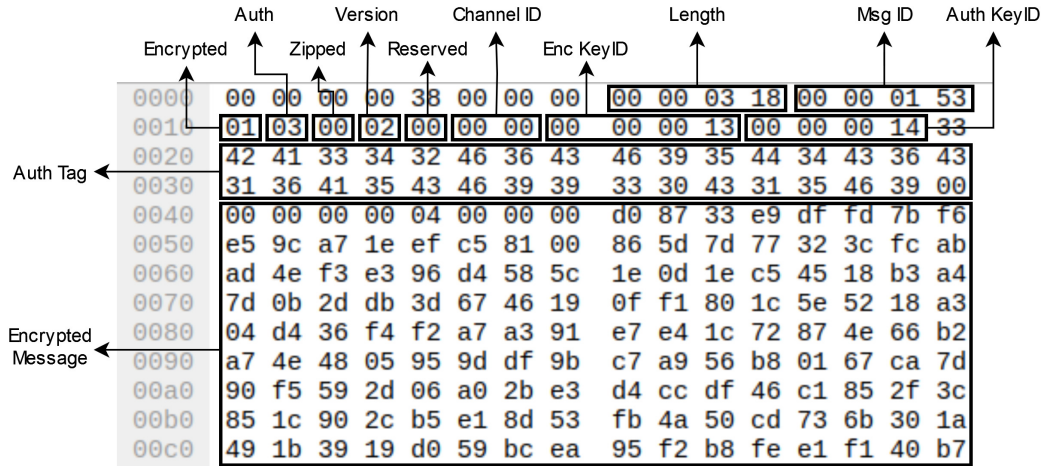 Auth Version Channel ID Length Msg ID Auth KeyID
Encrypted Zipped Reserved Enc KeyID
0000 00 00 00 00 38 00 00 00 00 00 03 18 00 00 01 53
0010 01 03 00 02 00 00 00 00 00 00 13 00 00 00 14 33
0020 42 41 33 34 32 46 36 43 46 39 35 44 34 43 36 43
Auth Tag
0030 31 36 41 35 43 46 39 39 33 30 43 31 35 46 39 00
0040 00 00 00 00 04 00 00 00 d0 87 33 e9 df fd 7b f6
0050 e5 9c a7 1e ef c5 81 00 86 5d 7d 77 32 3c fc ab
0060 ad 4e f3 e3 96 d4 58 5c 1e 0d 1e c5 45 18 b3 a4
0070 7d 0b 2d db 3d 67 46 19 0f f1 80 1c 5e 52 18 a3
0080 04 d4 36 f4 f2 a7 a3 91 e7 e4 1c 72 87 4e 66 b2
Encrypted
Message
0090 a7 4e 48 05 95 9d df 9b c7 a9 56 b8 01 67 ca 7d
00a0 90 f5 59 2d 06 a0 2b e3 d4 cc df 46 c1 85 2f 3c
00b0 85 1c 90 2c b5 e1 8d 53 fb 4a 50 cd 73 6b 30 1a
00c0 49 1b 39 19 d0 59 bc ea 95 f2 b8 fe e1 f1 40 b7